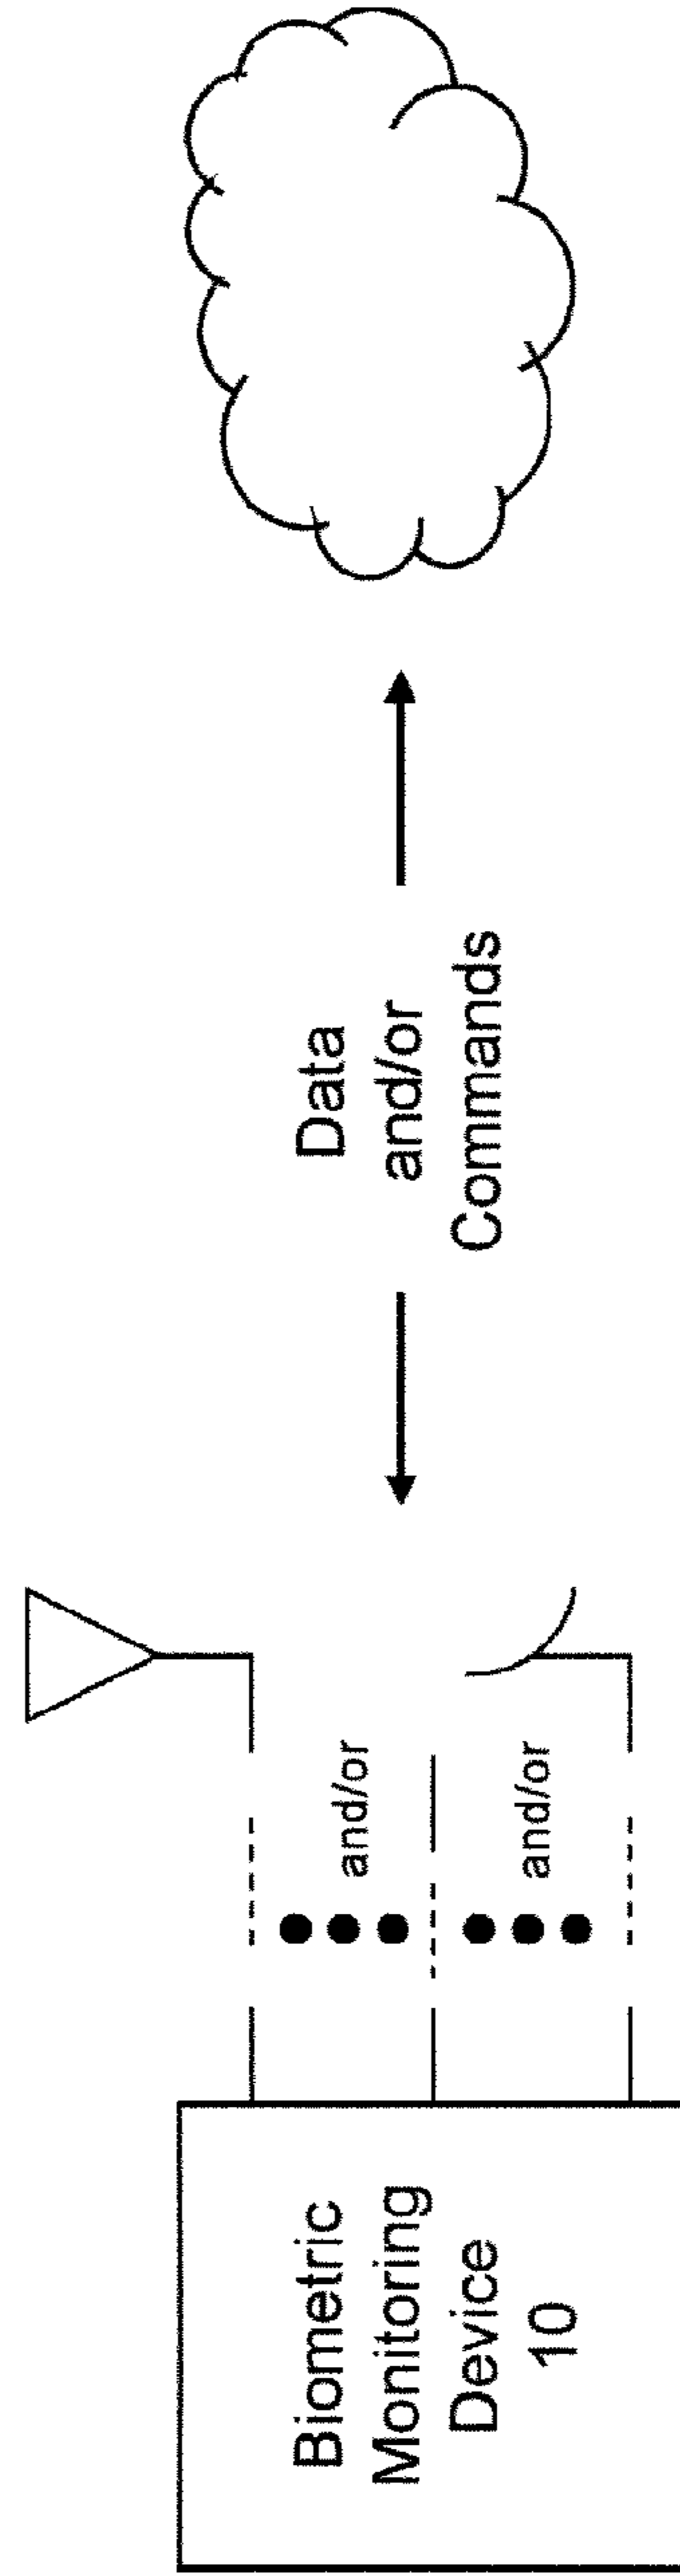 Biometric
Monitoring
Device
10
and/or
and/or
Data
and/or
Commands